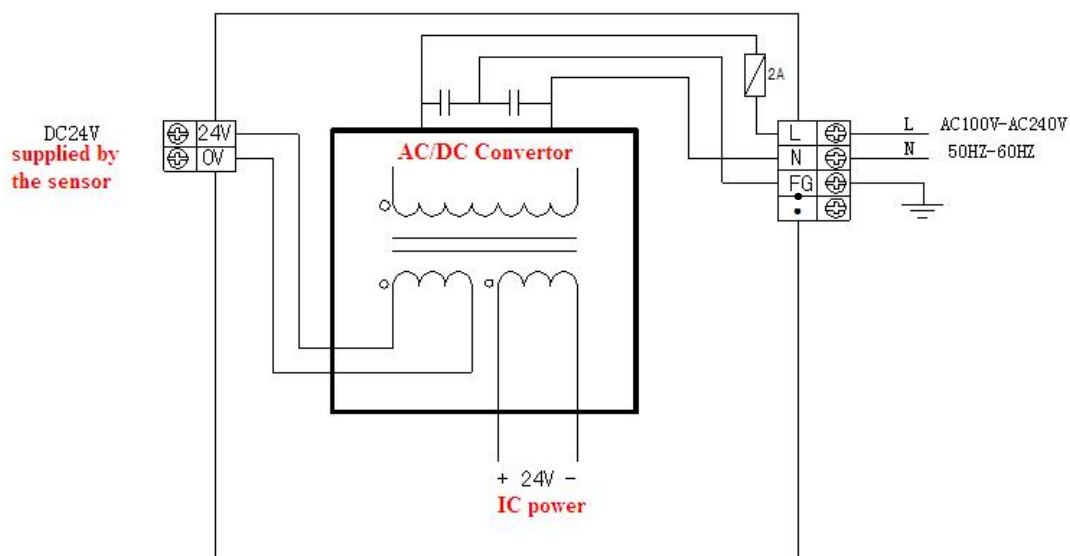 2A
DC24V
supplied by
the sensor
24V
0V
AC/DC Convertor
L
N
FG
L AC100V-AC240V
N 50HZ-60HZ
+ 24V -
IC power